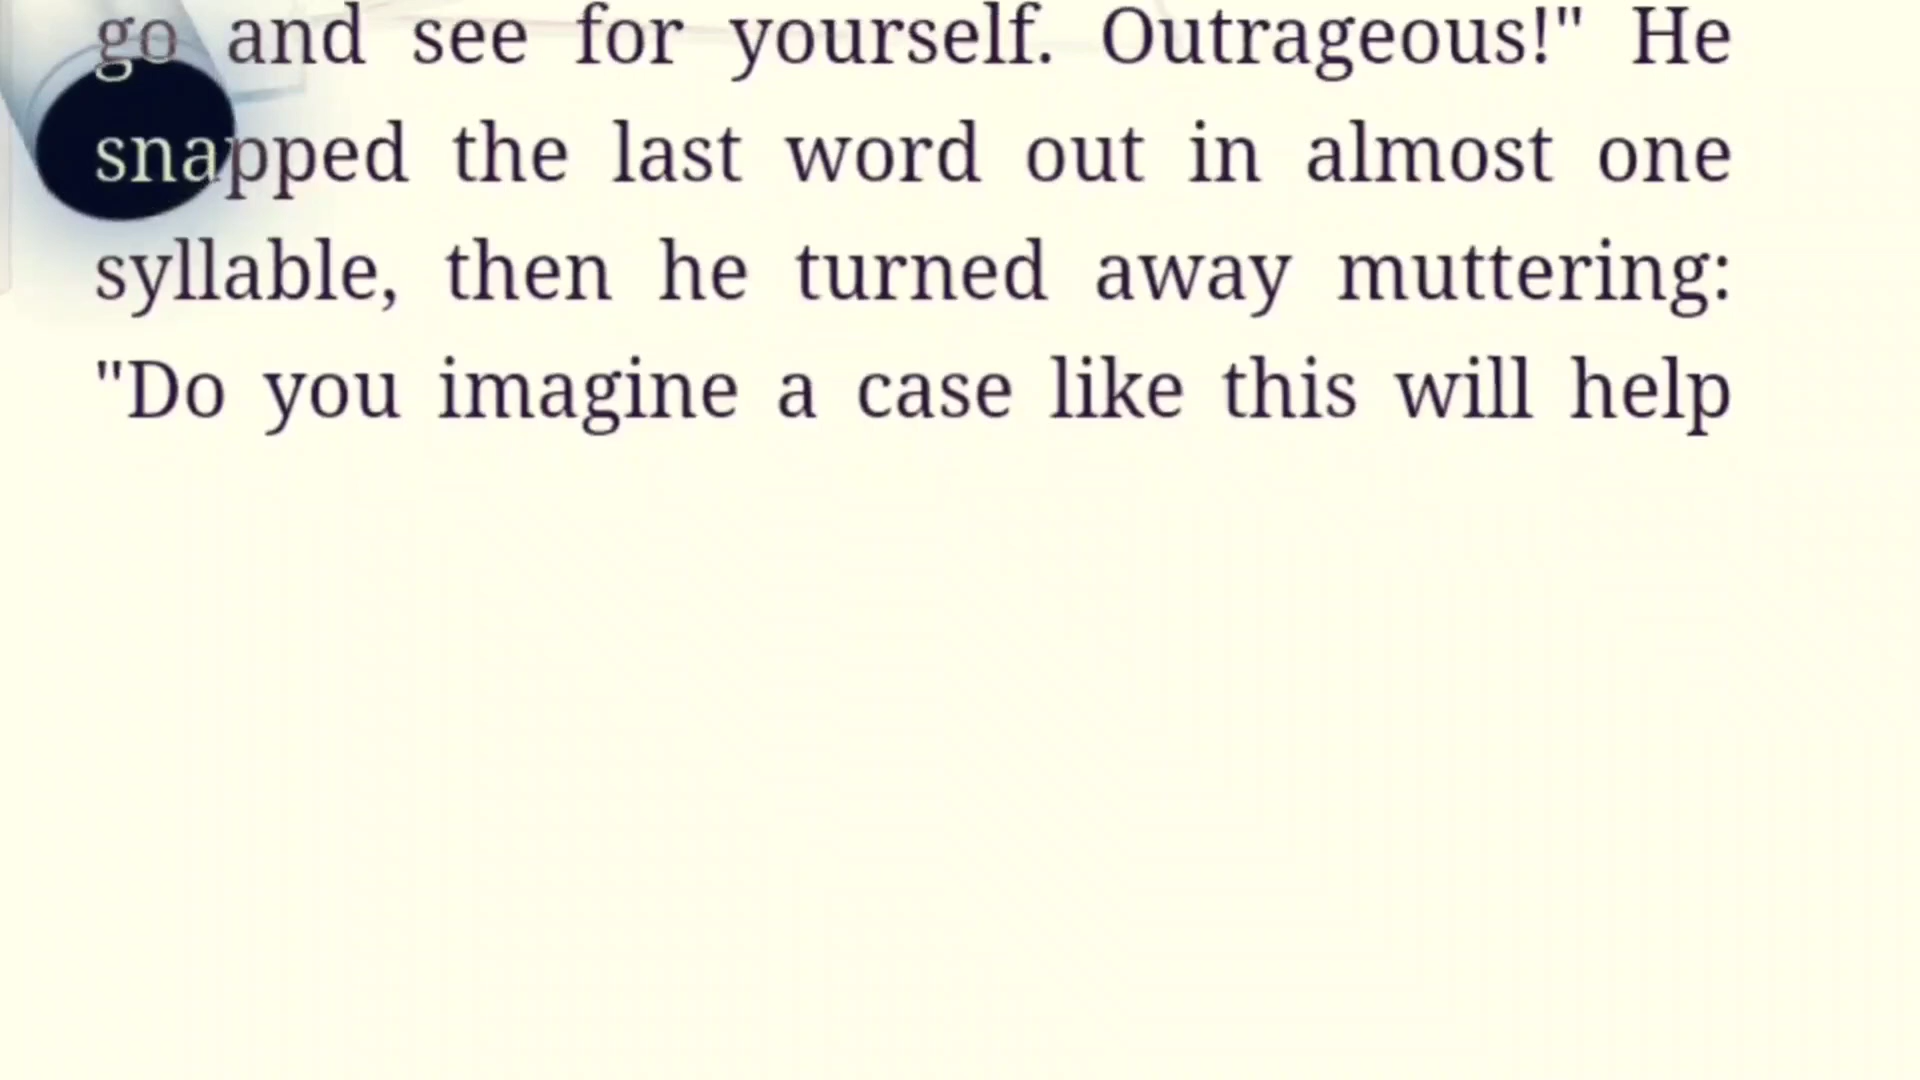 go and see for yourself. Outrageous!" He
snapped the last word out in almost one
syllable, then he turned away muttering:
"Do you imagine a case like this will help